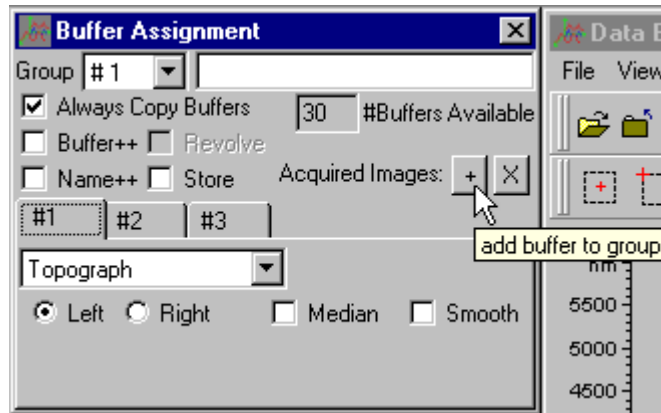 Buffer Assignment
Group #1
Always Copy Buffers 30 #Buffers Available
Buffer++ Revolve
Name++ Store Acquired Images: + X
#1 #2 #3
add buffer to group
Topograph
Left Right Median Smooth
Data
File View
nm
5500
5000
4500